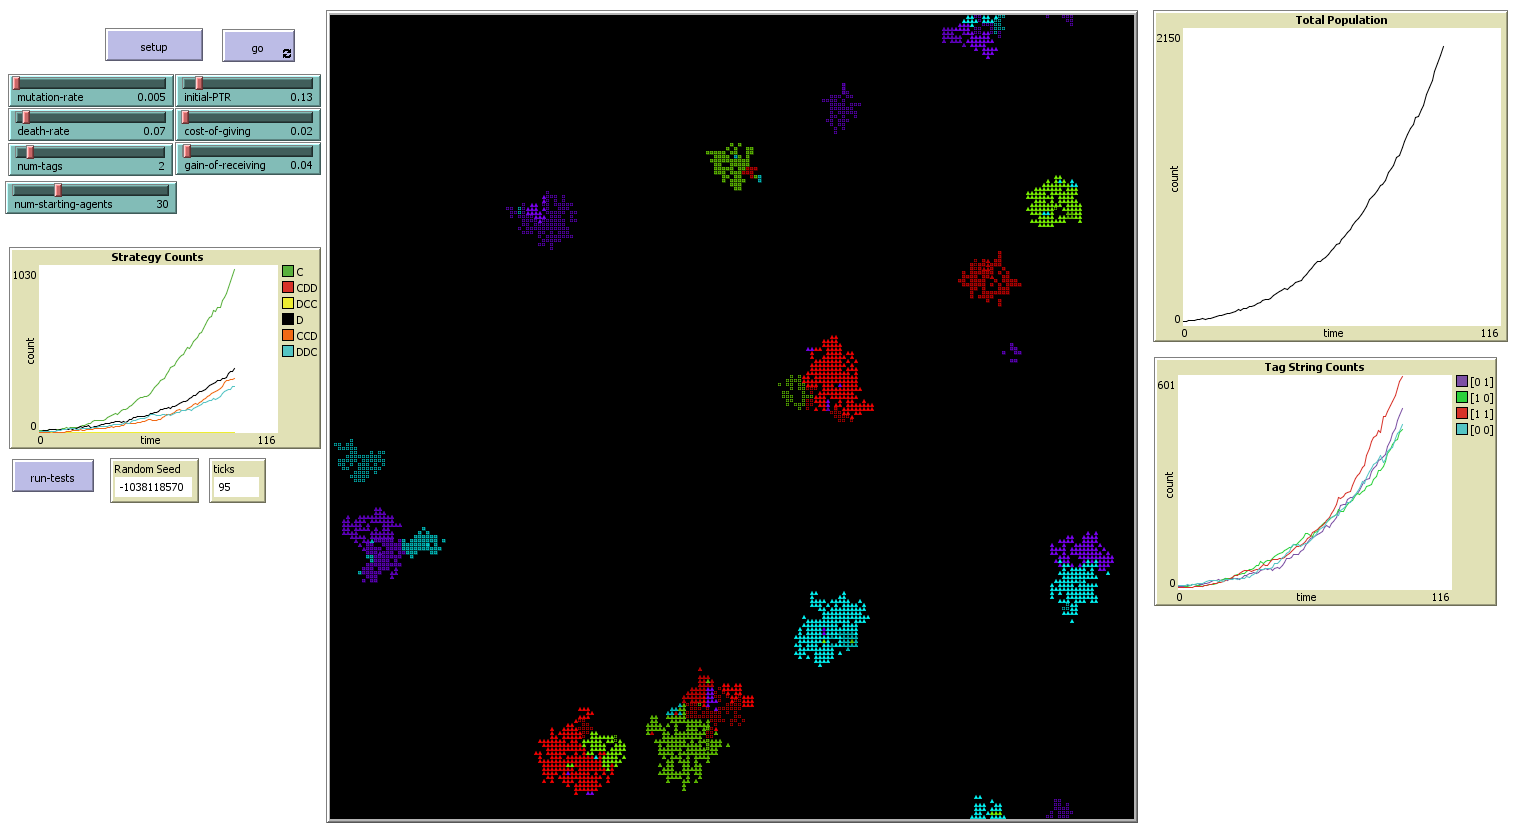 setup
go
mutation-rate 0.005
initial-PTR 0.13
death-rate 0.07
cost-of-giving 0.02
num-tags 2
gain-of-receiving 0.04
num-starting-agents 30
Strategy Counts
1030
count
0
0
time
116
C
CDD
DCC
D
CCD
DDC
run-tests
Random Seed
-1038118570
ticks
95
Total Population
2150
count
0
0
time
116
Tag String Counts
601
count
0
0
time
116
[0 1]
[1 0]
[1 1]
[0 0]